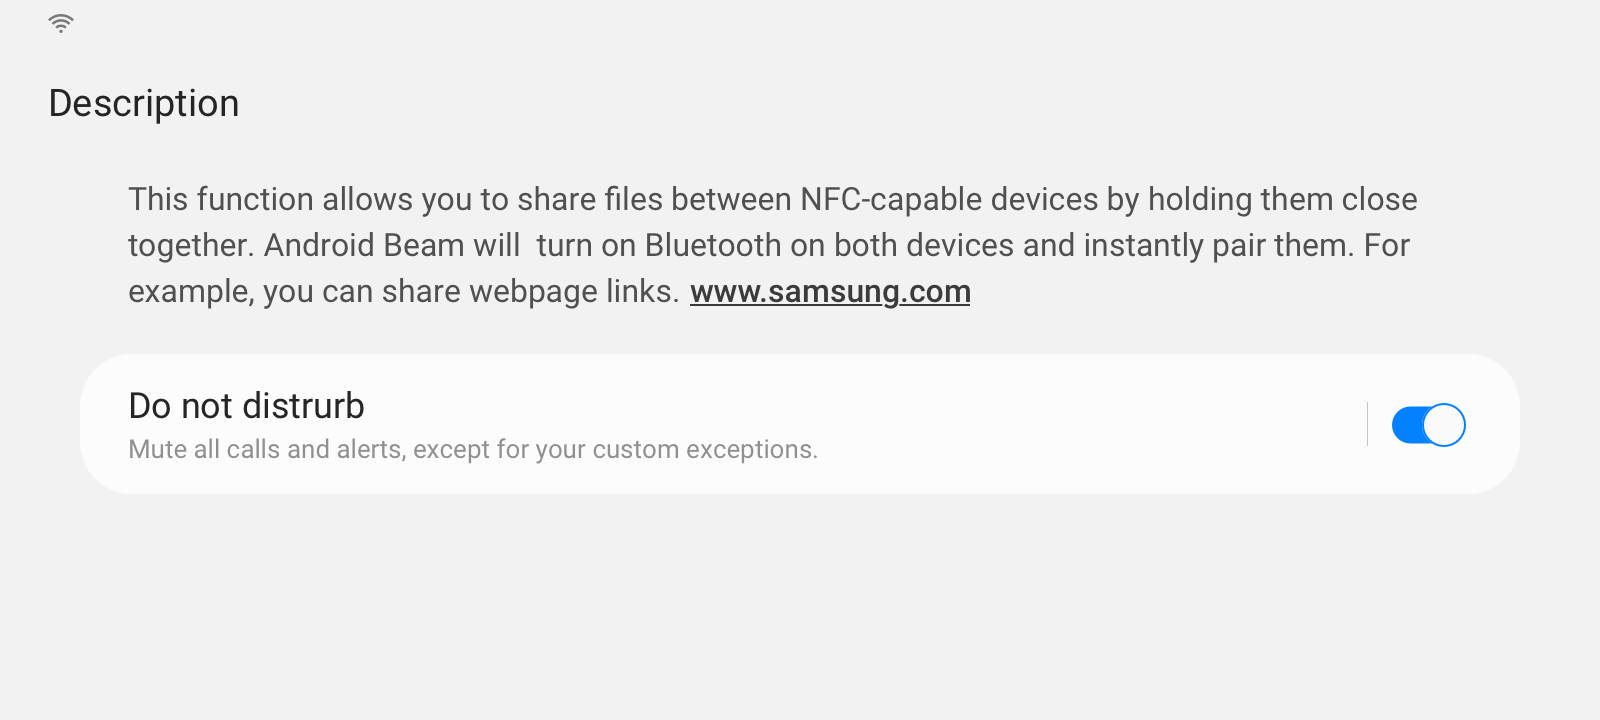 Description
This function allows you to share files between NFC-capable devices by holding them close
together. Android Beam will  turn on Bluetooth on both devices and instantly pair them. For
example, you can share webpage links. www.samsung.com
Do not distrurb
Mute all calls and alerts, except for your custom exceptions.